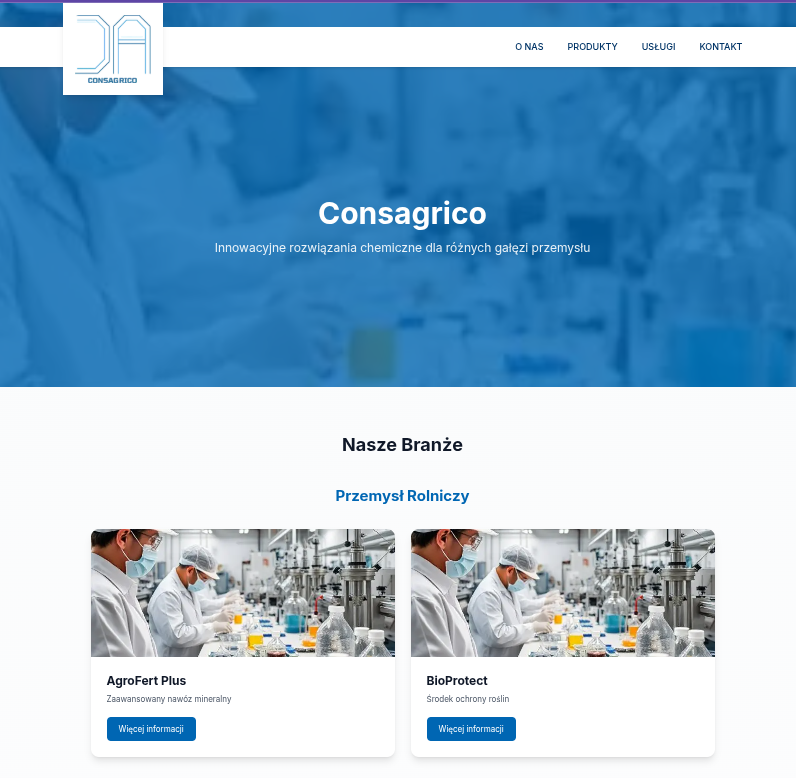 CONSAGRICO
O NAS PRODUKTY USŁUGI KONTAKT
Consagrico
Innowacyjne rozwiązania chemiczne dla różnych gałęzi przemysłu
Nasze Branże
Przemysł Rolniczy
AgroFert Plus
Zaawansowany nawóz mineralny
Więcej informacji
BioProtect
Środek ochrony roślin
Więcej informacji